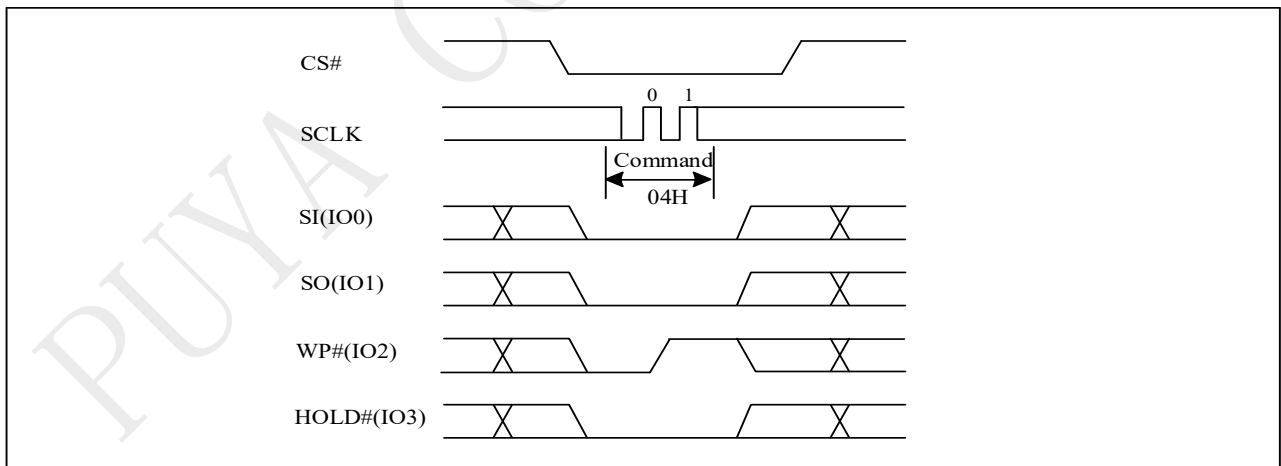 CS#
0 1
SCLK
Command
04H
SI(IO0)
SO(IO1)
WP#(IO2)
HOLD#(IO3)
PUYA